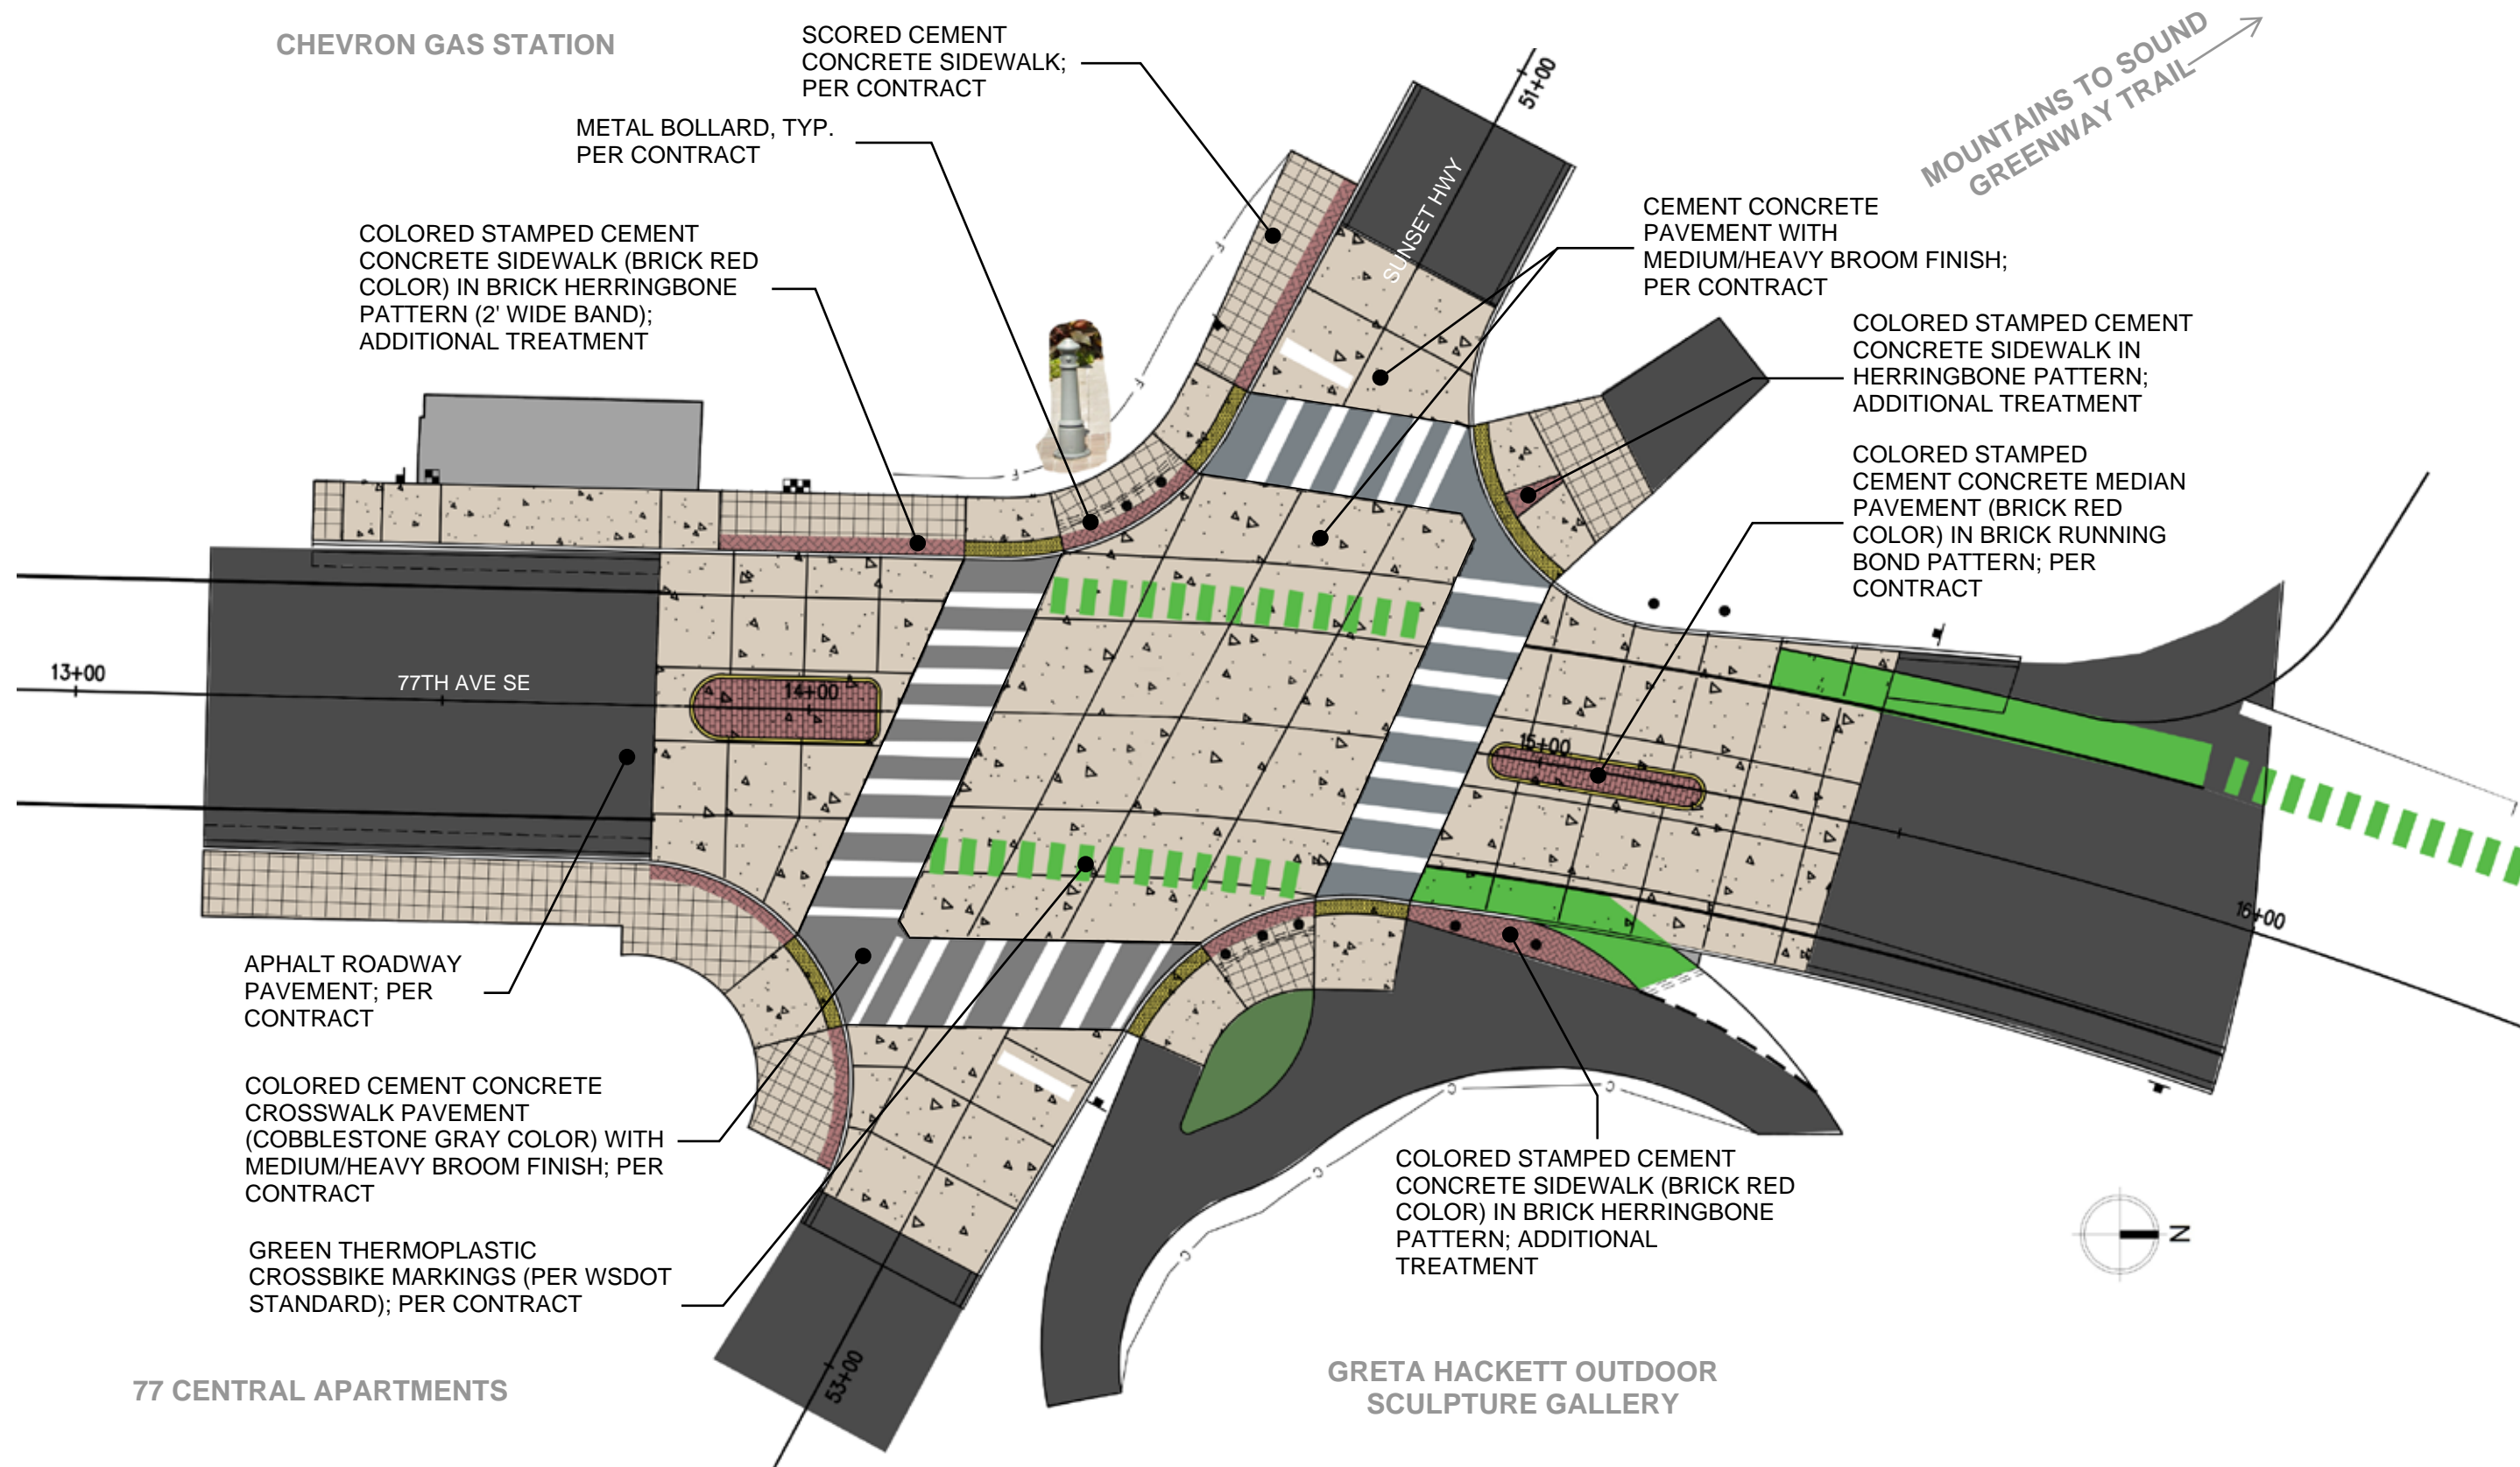 CHEVRON GAS STATION
SCORED CEMENT
CONCRETE SIDEWALK;
PER CONTRACT
METAL BOLLARD, TYP.
PER CONTRACT
COLORED STAMPED CEMENT
CONCRETE SIDEWALK (BRICK RED
COLOR) IN BRICK HERRINGBONE
PATTERN (2' WIDE BAND);
ADDITIONAL TREATMENT
51+00
SUNSET HWY
MOUNTAINS TO SOUND
GREENWAY TRAIL
CEMENT CONCRETE
PAVEMENT WITH
MEDIUM/HEAVY BROOM FINISH;
PER CONTRACT
COLORED STAMPED CEMENT
CONCRETE SIDEWALK IN
HERRINGBONE PATTERN;
ADDITIONAL TREATMENT
COLORED STAMPED
CEMENT CONCRETE MEDIAN
PAVEMENT (BRICK RED
COLOR) IN BRICK RUNNING
BOND PATTERN; PER
CONTRACT
F
F
F
F
13+00
77TH AVE SE
14+00
15+00
16+00
APHALT ROADWAY
PAVEMENT; PER
CONTRACT
COLORED CEMENT CONCRETE
CROSSWALK PAVEMENT
(COBBLESTONE GRAY COLOR) WITH
MEDIUM/HEAVY BROOM FINISH; PER
CONTRACT
GREEN THERMOPLASTIC
CROSSBIKE MARKINGS (PER WSDOT
STANDARD); PER CONTRACT
C
C
C
C
COLORED STAMPED CEMENT
CONCRETE SIDEWALK (BRICK RED
COLOR) IN BRICK HERRINGBONE
PATTERN; ADDITIONAL
TREATMENT
N
53+00
77 CENTRAL APARTMENTS
GRETA HACKETT OUTDOOR
SCULPTURE GALLERY